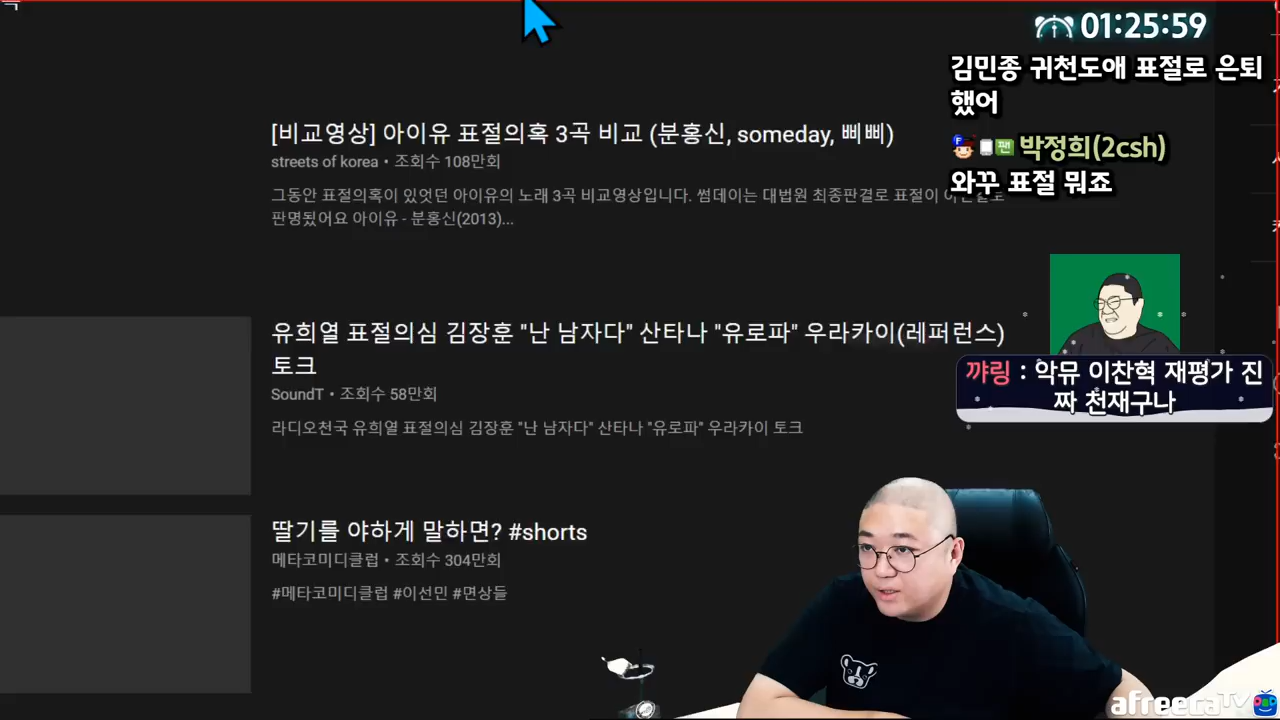 01:25:59
김민종 귀천도애 표절로 은퇴
했어
팬 박정희(2csh)
와꾸 표절 뭐죠
[비교영상] 아이유 표절의혹 3곡 비교 (분홍신, someday, 삐삐)
streets of korea • 조회수 108만회
그동안 표절의혹이 있엇던 아이유의 노래 3곡 비교영상입니다. 썸데이는 대법원 최종판결로 표절이
판명됬어요 아이유 - 분홍신(2013)...
유희열 표절의심 김장훈 "난 남자다" 산타나 "유로파" 우라카이(레퍼런스)
토크
SoundT • 조회수 58만회
라디오천국 유희열 표절의심 김장훈 "난 남자다" 산타나 "유로파" 우라카이 토크
꺄링 : 악뮤 이찬혁 재평가 진
짜 천재구나
딸기를 야하게 말하면? #shorts
메타코미디클럽 • 조회수 304만회
#메타코미디클럽 #이선민 #면상들
afreecaTV